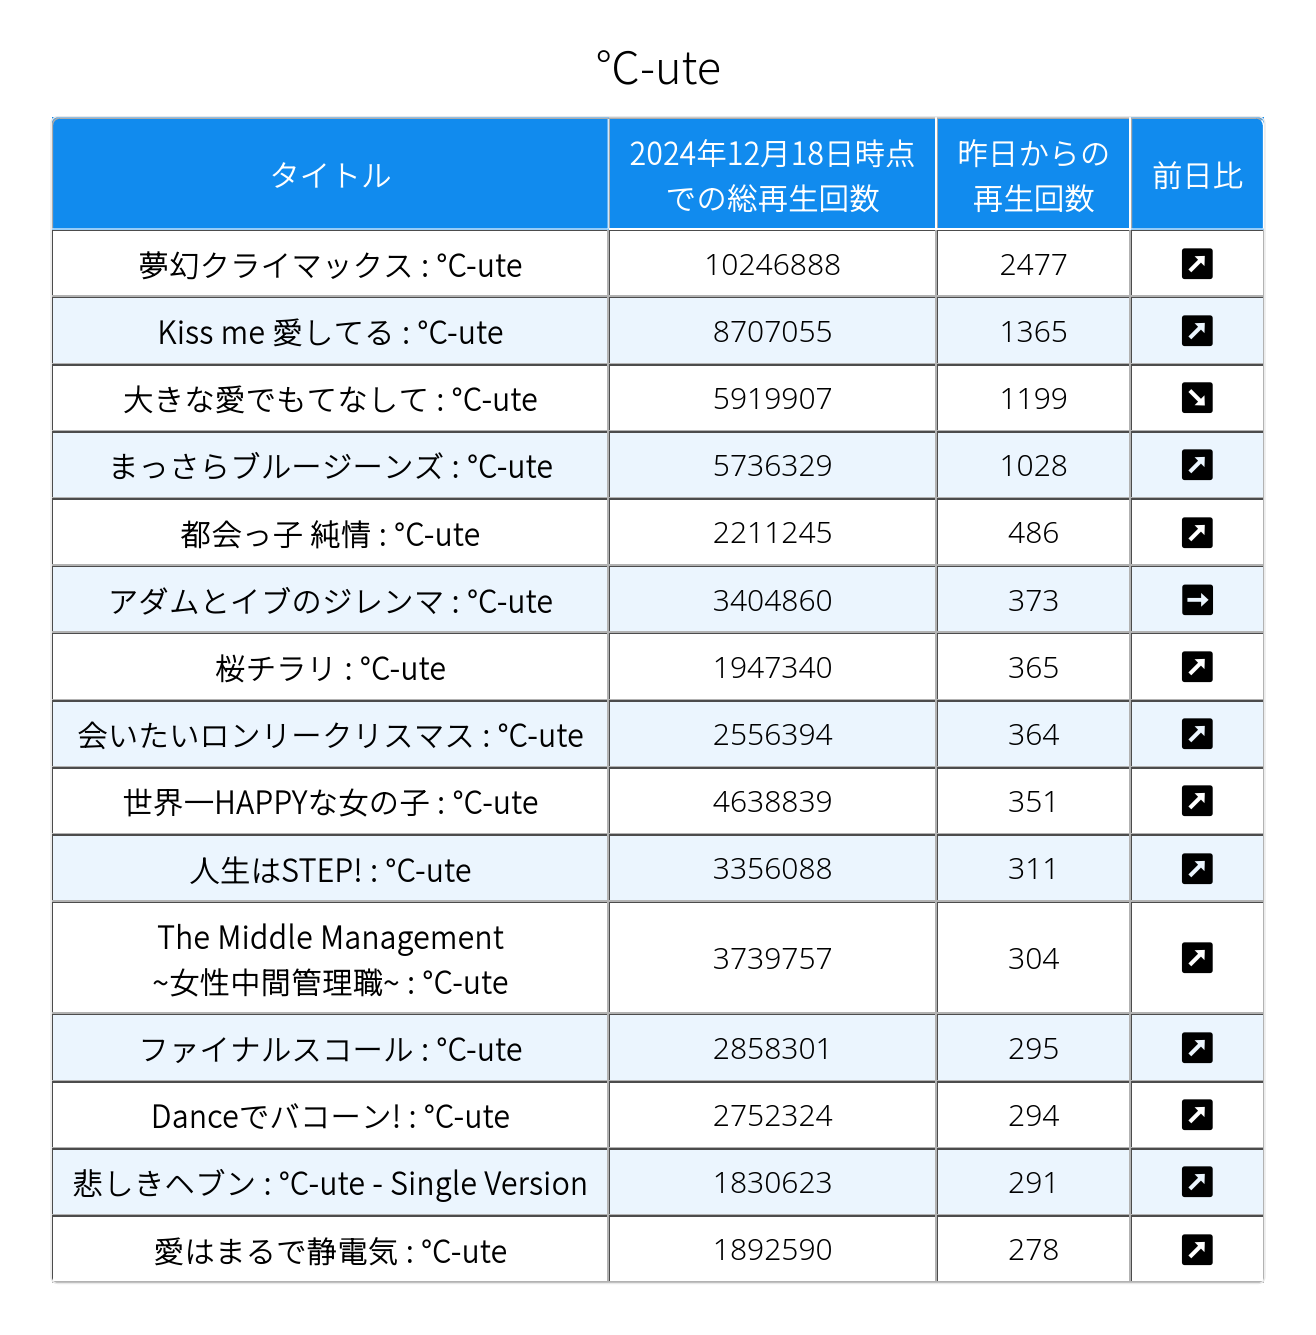 ℃-ute
タイトル
2024年12月18日時点
での総再生回数
昨日からの
再生回数
前日比
夢幻クライマックス : ℃-ute 10246888 2477 ↗
Kiss me 愛してる : ℃-ute 8707055 1365 ↗
大きな愛でもてなして : ℃-ute 5919907 1199 ↘
まっさらブルージーンズ : ℃-ute 5736329 1028 ↗
都会っ子 純情 : ℃-ute 2211245 486 ↗
アダムとイブのジレンマ : ℃-ute 3404860 373 →
桜チラリ : ℃-ute 1947340 365 ↗
会いたいロンリークリスマス : ℃-ute 2556394 364 ↗
世界一HAPPYな女の子 : ℃-ute 4638839 351 ↗
人生はSTEP! : ℃-ute 3356088 311 ↗
The Middle Management
~女性中間管理職~ : ℃-ute 3739757 304 ↗
ファイナルスコール : ℃-ute 2858301 295 ↗
Danceでバコーン! : ℃-ute 2752324 294 ↗
悲しきヘブン : ℃-ute - Single Version 1830623 291 ↗
愛はまるで静電気 : ℃-ute 1892590 278 ↗